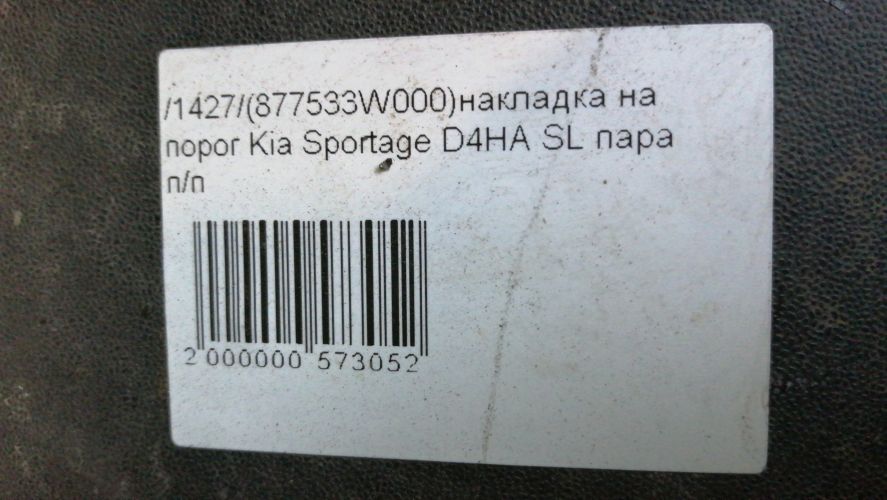 /1427/(877533W000)накладка на
порог Kia Sportage D4HA SL пара
п/п
2 000000 573052